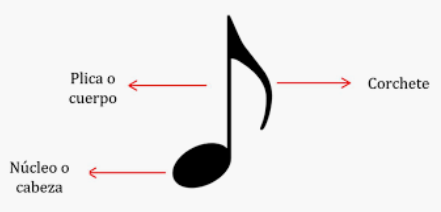 Plica o
cuerpo
Corchete
Núcleo o
cabeza